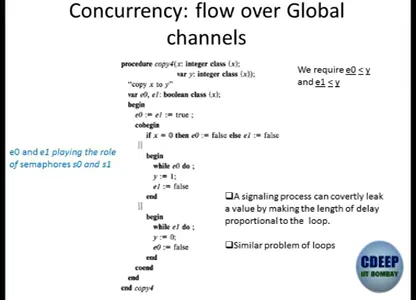 Concurrency: flow over Global
channels
procedure copy4(x: integer class {x};
var y: integer class {x});
"copy x to y"
var e0, e1: boolean class {x};
begin
e0 := e1 := true ;
cobegin
if x = 0 then e0 := false else e1 := false
||
begin
while e0 do ;
y := 1;
e1 := false
end
||
begin
while e1 do ;
y := 0;
e0 := false
end
coend
end
end copy4
We require e0 ≤ y
and e1 ≤ y
e0 and e1 playing the role
of semaphores s0 and s1
❑A signaling process can covertly leak
a value by making the length of delay
proportional to the loop.
❑Similar problem of loops
CDEEP
IIT BOMBAY